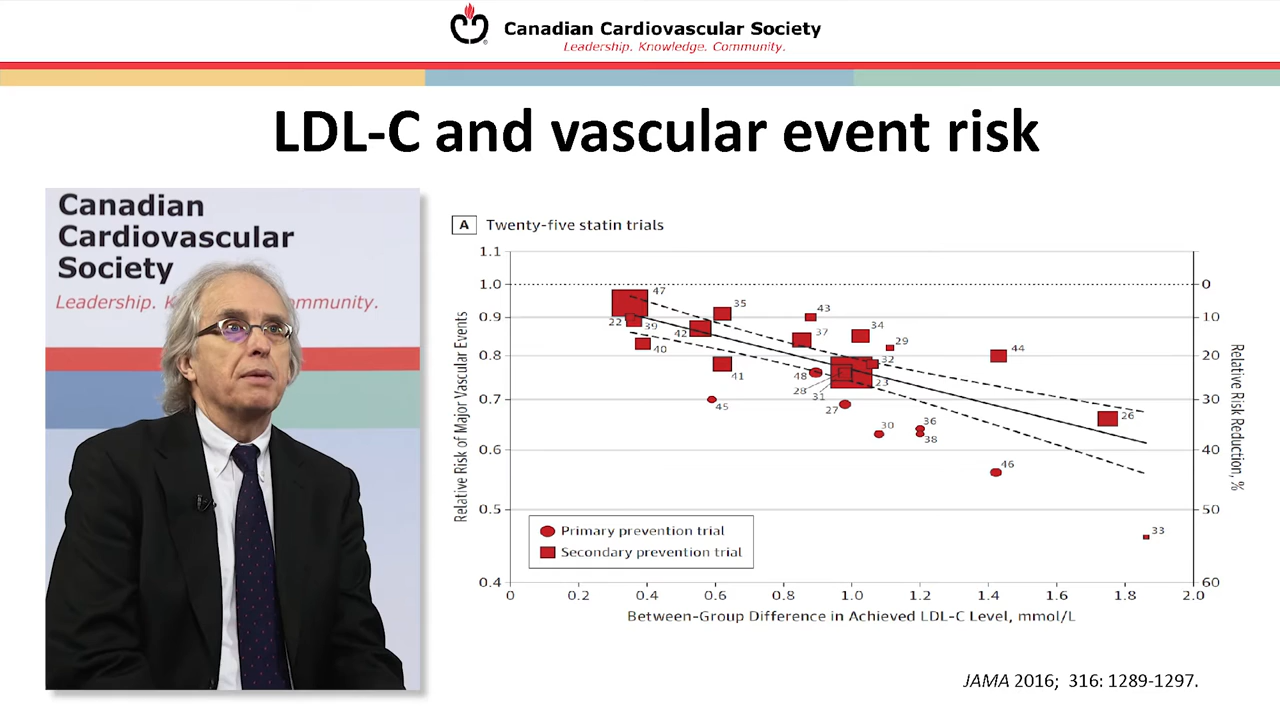 Canadian Cardiovascular Society
Leadership. Knowledge. Community.
LDL-C and vascular event risk
Canadian
Cardiovascular
Society
Leadership. K
ommunity.
A Twenty-five statin trials
Relative Risk of Major Vascular Events
1.1
1.0
0.9
0.8
0.7
0.6
0.5
0.4
47
22
39
40
42
35
41
45
43
37
48
28
31
27
34
29
32
23
30
36
38
44
46
26
33
0
10
20
30
40
50
60
Relative Risk Reduction, %
Primary prevention trial
Secondary prevention trial
0 0.2 0.4 0.6 0.8 1.0 1.2 1.4 1.6 1.8 2.0
Between-Group Difference in Achieved LDL-C Level, mmol/L
JAMA 2016; 316: 1289-1297.